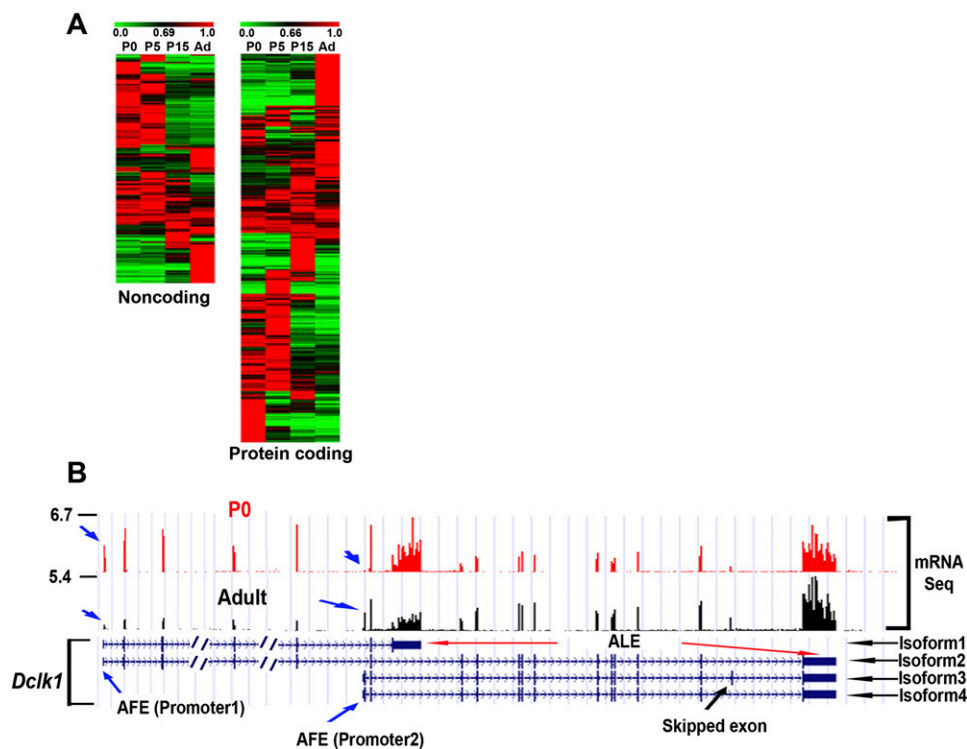 A
0.0 0.69 1.0
P0 P5 P15 Ad
Noncoding
0.0 0.66 1.0
P0 P5 P15 Ad
Protein coding
B
6.7
P0
5.4
Adult
mRNA
Seq
ALE
Isoform1
Isoform2
Isoform3
Isoform4
Dclk1
AFE (Promoter1)
AFE (Promoter2)
Skipped exon